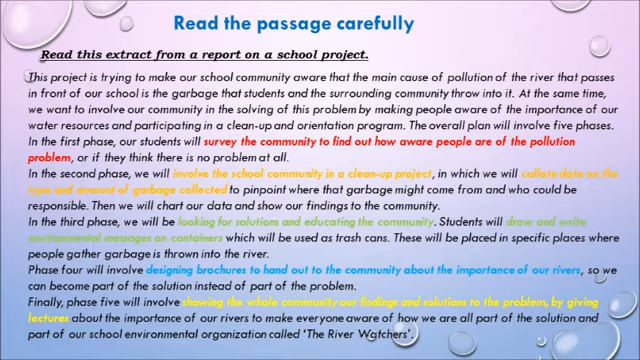 Read the passage carefully
Read this extract from a report on a school project.
This project is trying to make our school community aware that the main cause of pollution of the river that passes
in front of our school is the garbage that students and the surrounding community throw into it. At the same time,
we want to involve our community in the solving of this problem by making people aware of the importance of our
water resources and participating in a clean-up and orientation program. The overall plan will involve five phases.
In the first phase, our students will survey the community to find out how aware people are of the pollution
problem, or if they think there is no problem at all.
In the second phase, we will involve the school community in a clean-up project, in which we will collate data on the
type and amount of garbage collected to pinpoint where that garbage might come from and who could be
responsible. Then we will chart our data and show our findings to the community.
In the third phase, we will be looking for solutions and educating the community. Students will draw and write
environmental messages on containers which will be used as trash cans. These will be placed in specific places where
people gather garbage is thrown into the river.
Phase four will involve designing brochures to hand out to the community about the importance of our rivers, so we
can become part of the solution instead of part of the problem.
Finally, phase five will involve showing the whole community our findings and solutions to the problem, by giving
lectures about the importance of our rivers to make everyone aware of how we are all part of the solution and
part of our school environmental organization called ‘The River Watchers’.